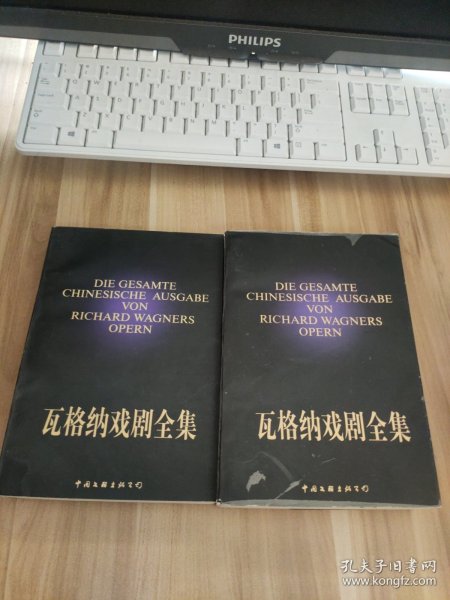 PHILIPS
DIE GESAMTE
CHINESISCHE AUSGABE
VON
RICHARD WAGNERS
OPERN
瓦格纳戏剧全集
中国文联出版公司
DIE GESAMTE
CHINESISCHE AUSGABE
VON
RICHARD WAGNERS
OPERN
瓦格纳戏剧全集
中国文联出版公司
孔夫子旧书网
www.kongfz.com